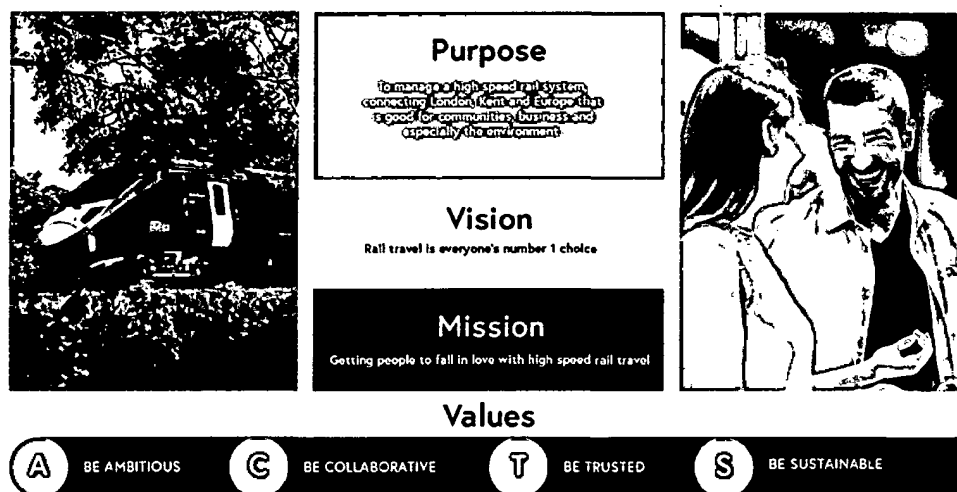 Purpose
To manage a high speed rail system,
connecting London, Kent and Europe that
is good for communities, business and
especially the environment
Vision
Rail travel is everyone's number 1 choice
Mission
Getting people to fall in love with high speed rail travel
Values
A BE AMBITIOUS C BE COLLABORATIVE T BE TRUSTED S BE SUSTAINABLE